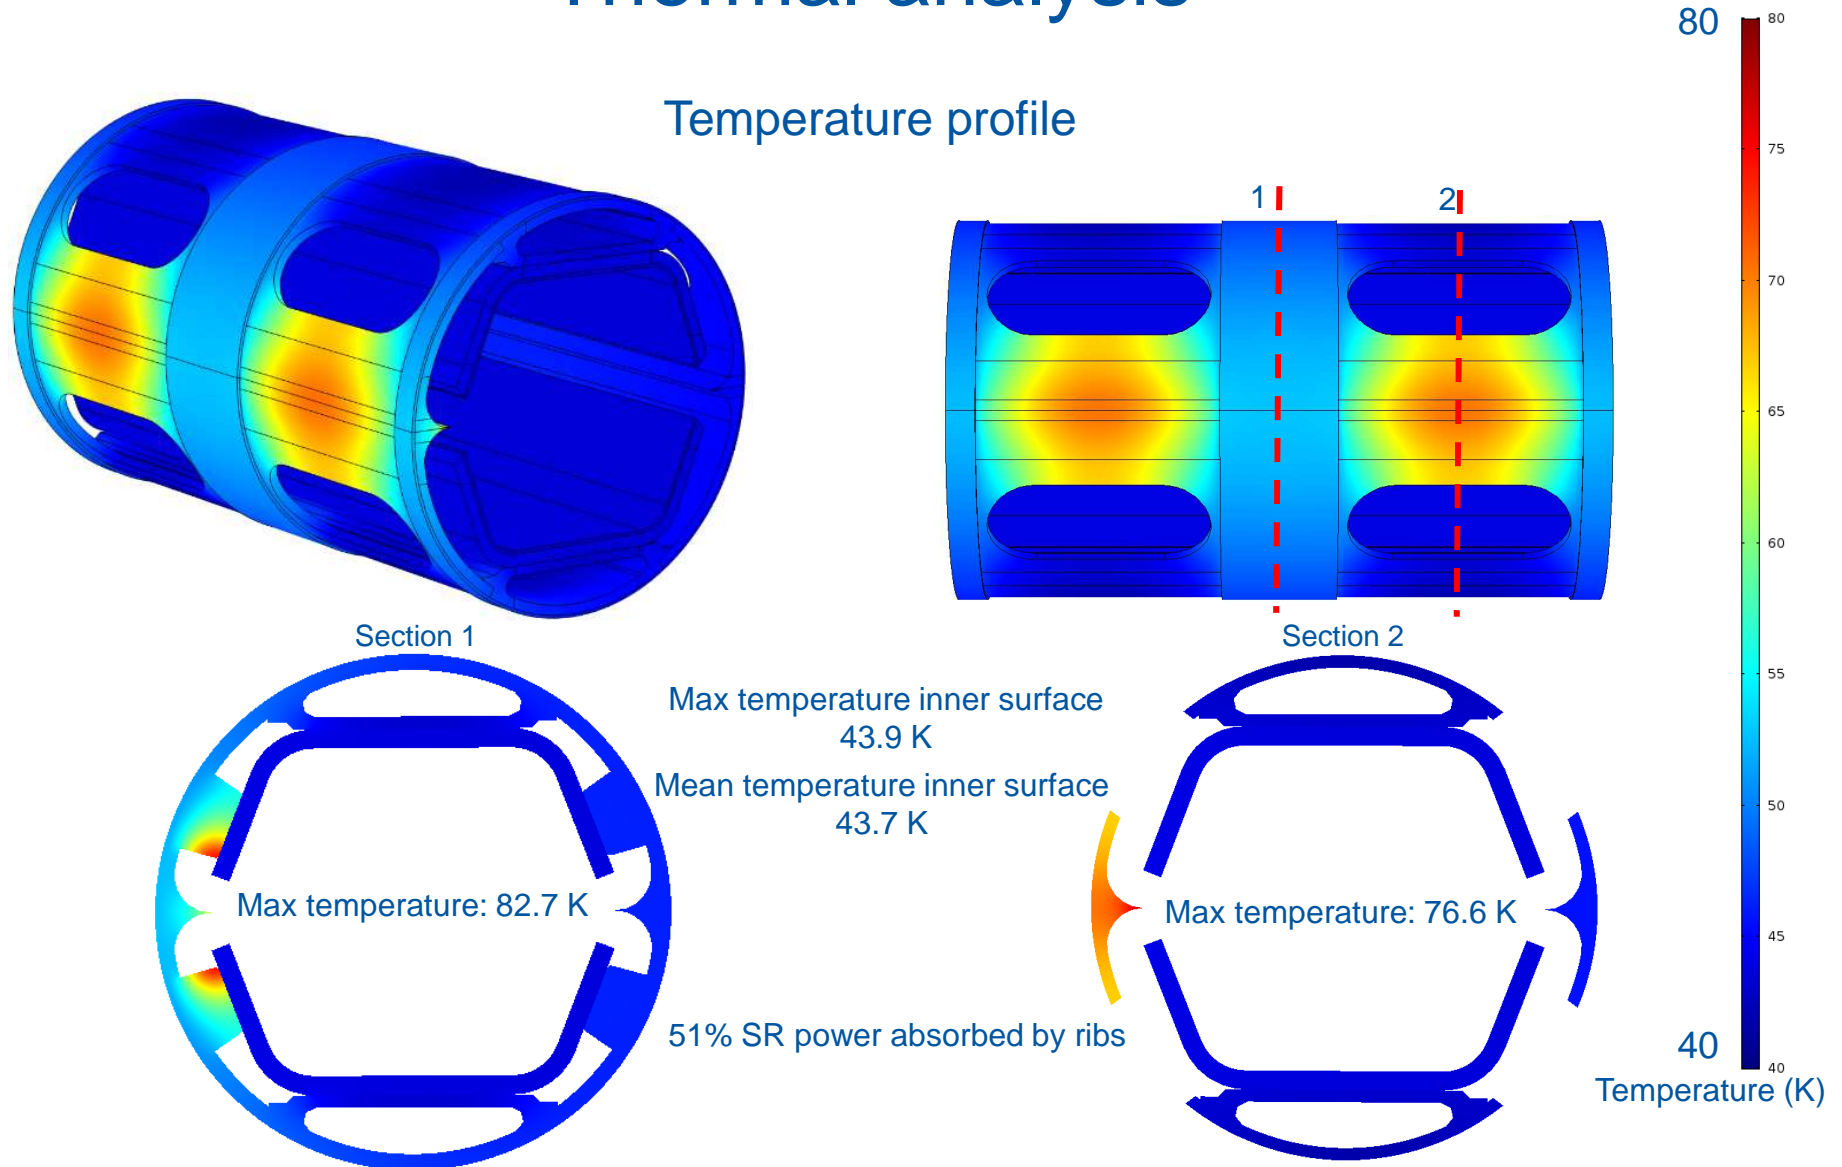 Thermal analysis
Temperature profile
80
80
75
70
65
60
55
50
45
40
40
Temperature (K)
1
2
Section 1
Section 2
Max temperature inner surface
43.9 K
Mean temperature inner surface
43.7 K
Max temperature: 82.7 K
Max temperature: 76.6 K
51% SR power absorbed by ribs